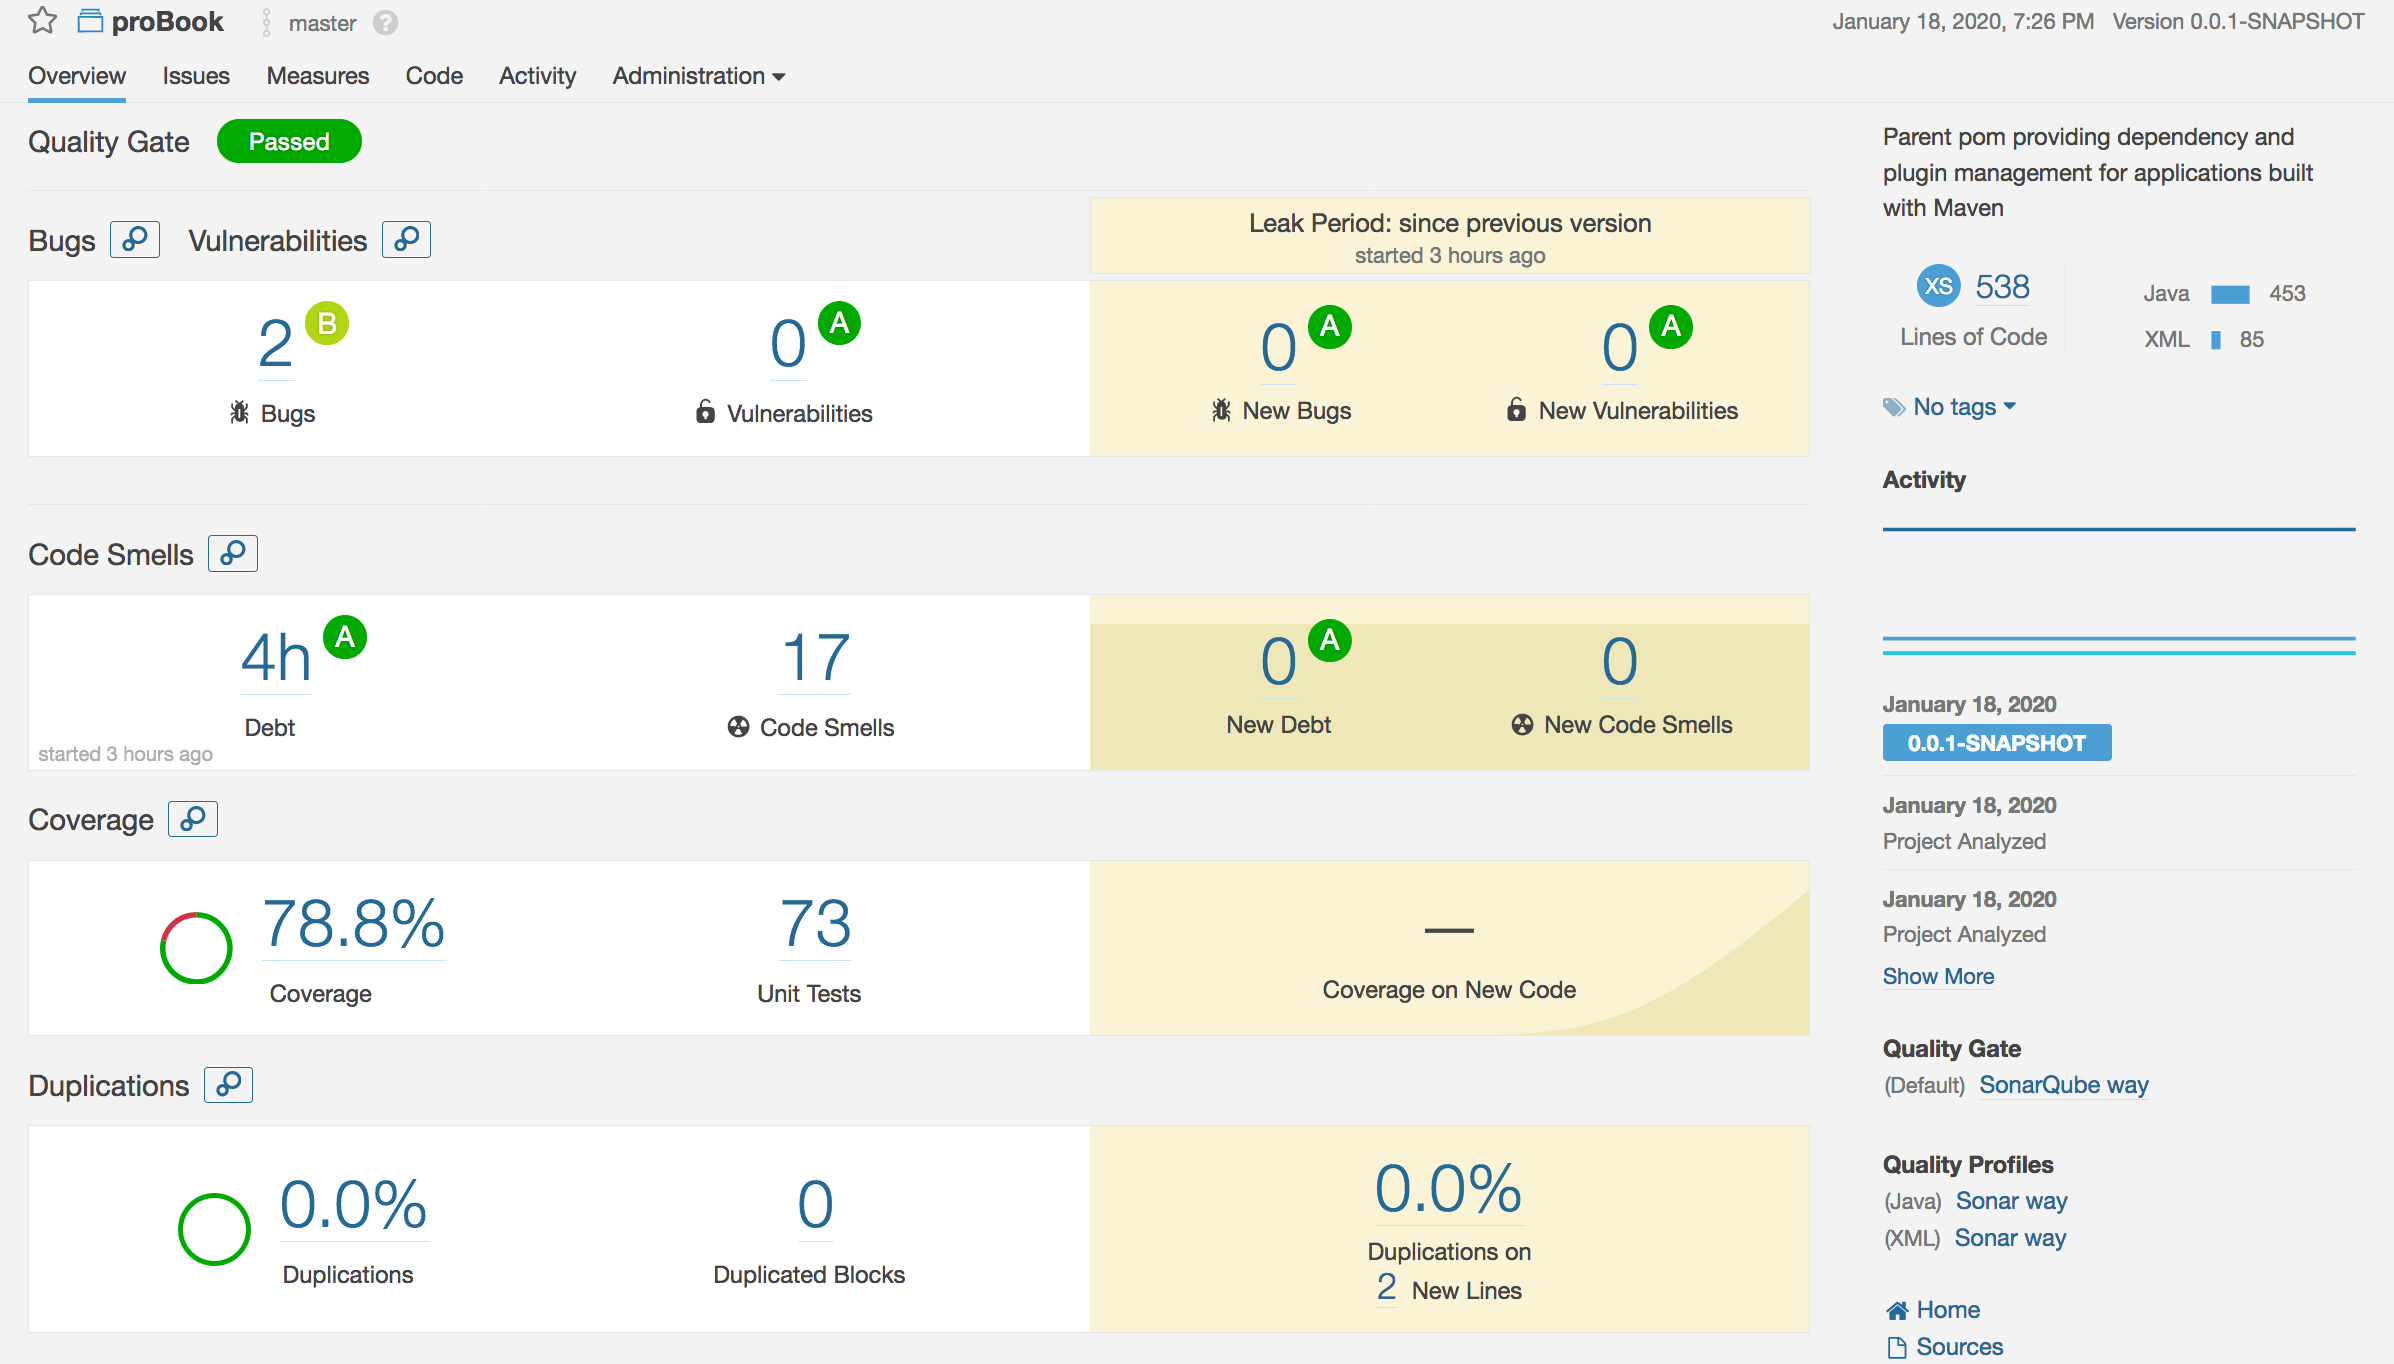 proBook master ?
January 18, 2020, 7:26 PM Version 0.0.1-SNAPSHOT
Overview Issues Measures Code Activity Administration
Quality Gate Passed
Bugs Vulnerabilities
Leak Period: since previous version
started 3 hours ago
2 B
Bugs
0 A
Vulnerabilities
0 A
New Bugs
0 A
New Vulnerabilities
Code Smells
4h A
Debt
started 3 hours ago
17
Code Smells
0 A
New Debt
0
New Code Smells
Coverage
78.8%
Coverage
73
Unit Tests
—
Coverage on New Code
Duplications
0.0%
Duplications
0
Duplicated Blocks
0.0%
Duplications on
2 New Lines
Parent pom providing dependency and
plugin management for applications built
with Maven
XS 538
Lines of Code
Java 453
XML 85
No tags
Activity
January 18, 2020
0.0.1-SNAPSHOT
January 18, 2020
Project Analyzed
January 18, 2020
Project Analyzed
Show More
Quality Gate
(Default) SonarQube way
Quality Profiles
(Java) Sonar way
(XML) Sonar way
Home
Sources